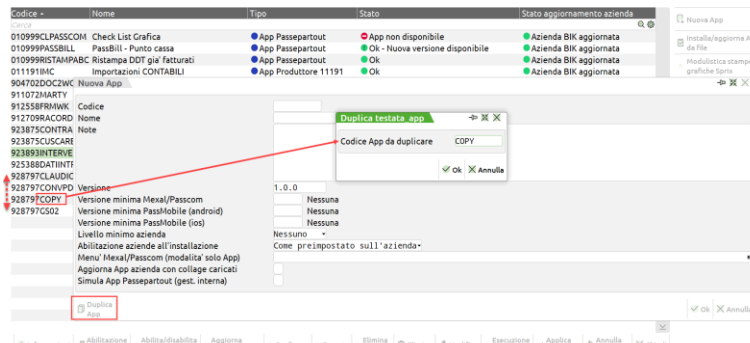 Codice Nome Tipo Stato Stato aggiornamento azienda
Cerca
Nuova App
010999CLPASSCOM Check List Grafica App Passepartout App non disponibile Azienda BIK aggiornata
010999PASSBILL PassBill - Punto cassa App Passepartout Ok - Nuova versione disponibile Azienda BIK aggiornata
Installa/aggiorna A
da file
010999RISTAMPABC Ristampa DDT gia' fatturati App Passepartout Ok Azienda BIK aggiornata
011191IMC Importazioni CONTABILI App Produttore 11191 Ok Azienda BIK aggiornata
Modulistica stampe
grafiche Sprix
904702DOC2WC Nuova App
911072MARTY
912558FRMWK Codice
912709RACORD Nome
923875CONTRA Note
923875CUSCARE
923893INTERVE
925388DATIINTI
928797CLAUDIC
928797CONVPD Versione 1.0.0
928797COPY Versione minima Mexal/Passcom Nessuna
928797GS02 Versione minima PassMobile (android) Nessuna
Versione minima PassMobile (ios) Nessuna
Livello minimo azienda Nessuno
Abilitazione aziende all'installazione Come preimpostato sull'azienda
Menu' Mexal/Passcom (modalita' solo App)
Aggiorna App azienda con collage caricati
Simula App Passepartout (gest. interna)
Duplica testata app
Codice App da duplicare COPY
Ok Annulla
Duplica
App
Ok Annulla
Abilitazione Abilita/disabilita Aggiorna Elimina Esecuzione Applica Annulla